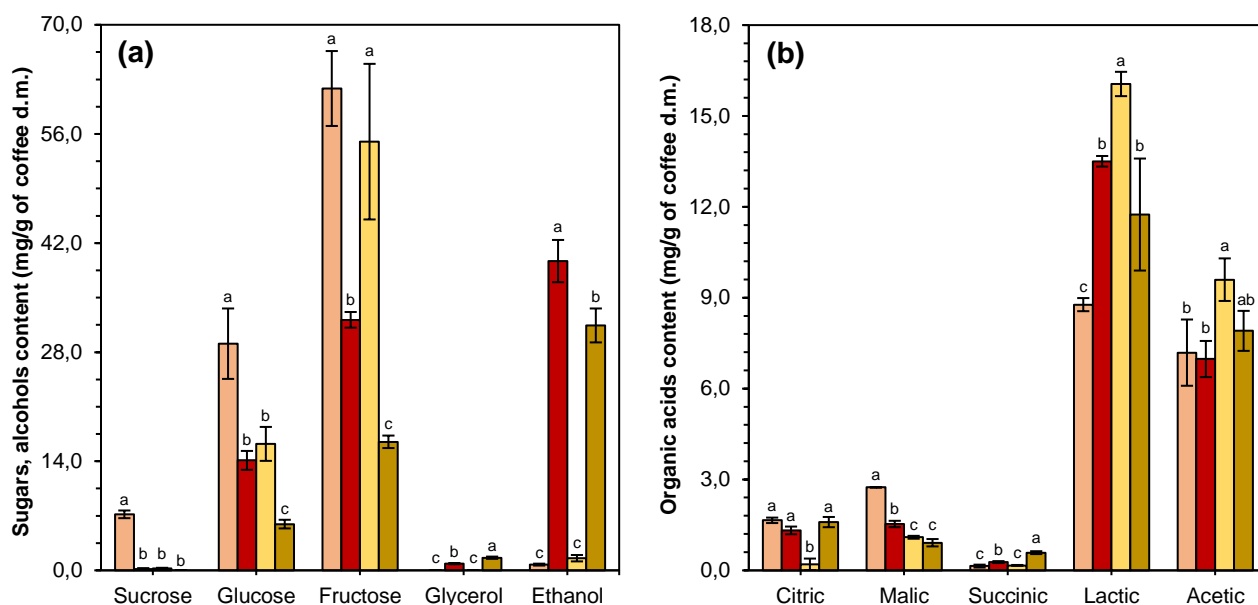 (a)
Sugars, alcohols content (mg/g of coffee d.m.)
70,0
56,0
42,0
28,0
14,0
0,0
a b b b
a b b c
a b a c
c b c a
c a c b
Sucrose Glucose Fructose Glycerol Ethanol
(b)
Organic acids content (mg/g of coffee d.m.)
18,0
15,0
12,0
9,0
6,0
3,0
0,0
a a b a
a b c c
c b c a
c b a b
b b a ab
Citric Malic Succinic Lactic Acetic